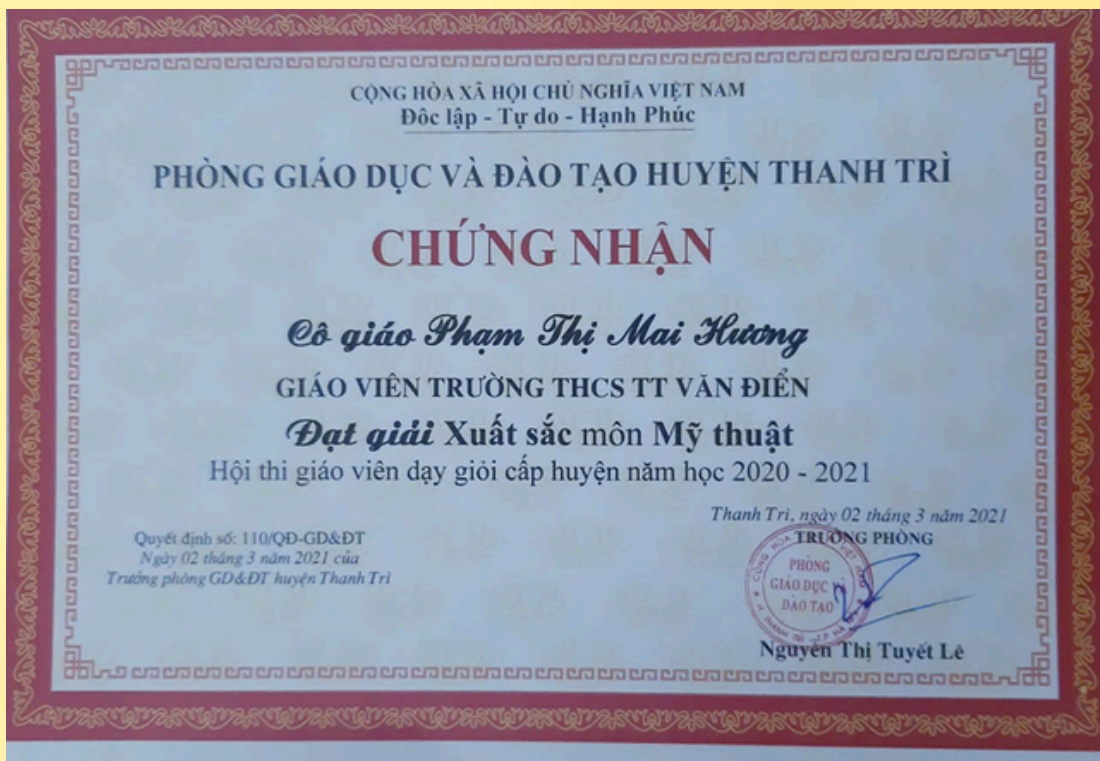 CỘNG HÒA XÃ HỘI CHỦ NGHĨA VIỆT NAM
Độc lập - Tự do - Hạnh Phúc
PHÒNG GIÁO DỤC VÀ ĐÀO TẠO HUYỆN THANH TRÌ
CHỨNG NHẬN
Cô giáo Phạm Thị Mai Hương
GIÁO VIÊN TRƯỜNG THCS TT VĂN ĐIỂN
Đạt giải Xuất sắc môn Mỹ thuật
Hội thi giáo viên dạy giỏi cấp huyện năm học 2020 - 2021
Thanh Trì, ngày 02 tháng 3 năm 2021
TRƯỞNG PHÒNG
Quyết định số: 110/QĐ-GD&ĐT
Ngày 02 tháng 3 năm 2021 của
Trưởng phòng GD&ĐT huyện Thanh Trì
PHÒNG
GIÁO DỤC
ĐÀO TẠO
Nguyễn Thị Tuyết Lê